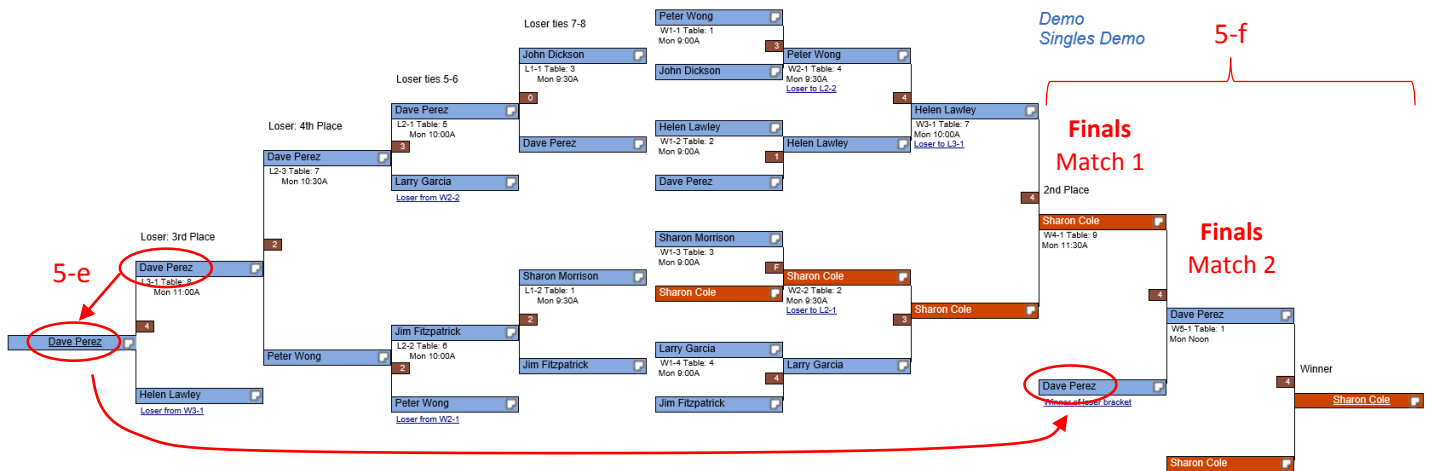 Demo
Singles Demo
5-f
Finals
Match 1
Finals
Match 2
5-e
Loser ties 7-8
Loser ties 5-6
Loser: 4th Place
Loser: 3rd Place
Peter Wong
W1-1 Table: 1
Mon 9:00A
3
John Dickson
Helen Lawley
W1-2 Table: 2
Mon 9:00A
1
Dave Perez
Sharon Morrison
W1-3 Table: 3
Mon 9:00A
F
Sharon Cole
Larry Garcia
W1-4 Table: 4
Mon 9:00A
4
Jim Fitzpatrick
Peter Wong
W2-1 Table: 4
Mon 9:30A
Loser to L2-2
4
Helen Lawley
Sharon Cole
W2-2 Table: 2
Mon 9:30A
Loser to L2-1
3
Larry Garcia
Helen Lawley
W3-1 Table: 7
Mon 10:00A
Loser to L3-1
4
Sharon Cole
2nd Place
Sharon Cole
W4-1 Table: 9
Mon 11:30A
4
Dave Perez
Winner of loser bracket
Dave Perez
W5-1 Table: 1
Mon Noon
4
Sharon Cole
Winner
Sharon Cole
John Dickson
L1-1 Table: 3
Mon 9:30A
0
Dave Perez
Sharon Morrison
L1-2 Table: 1
Mon 9:30A
2
Jim Fitzpatrick
Dave Perez
L2-1 Table: 5
Mon 10:00A
3
Larry Garcia
Loser from W2-2
Jim Fitzpatrick
L2-2 Table: 6
Mon 10:00A
2
Peter Wong
Loser from W2-1
Dave Perez
L2-3 Table: 7
Mon 10:30A
2
Peter Wong
Dave Perez
L3-1 Table: 8
Mon 11:00A
4
Helen Lawley
Loser from W3-1
Dave Perez